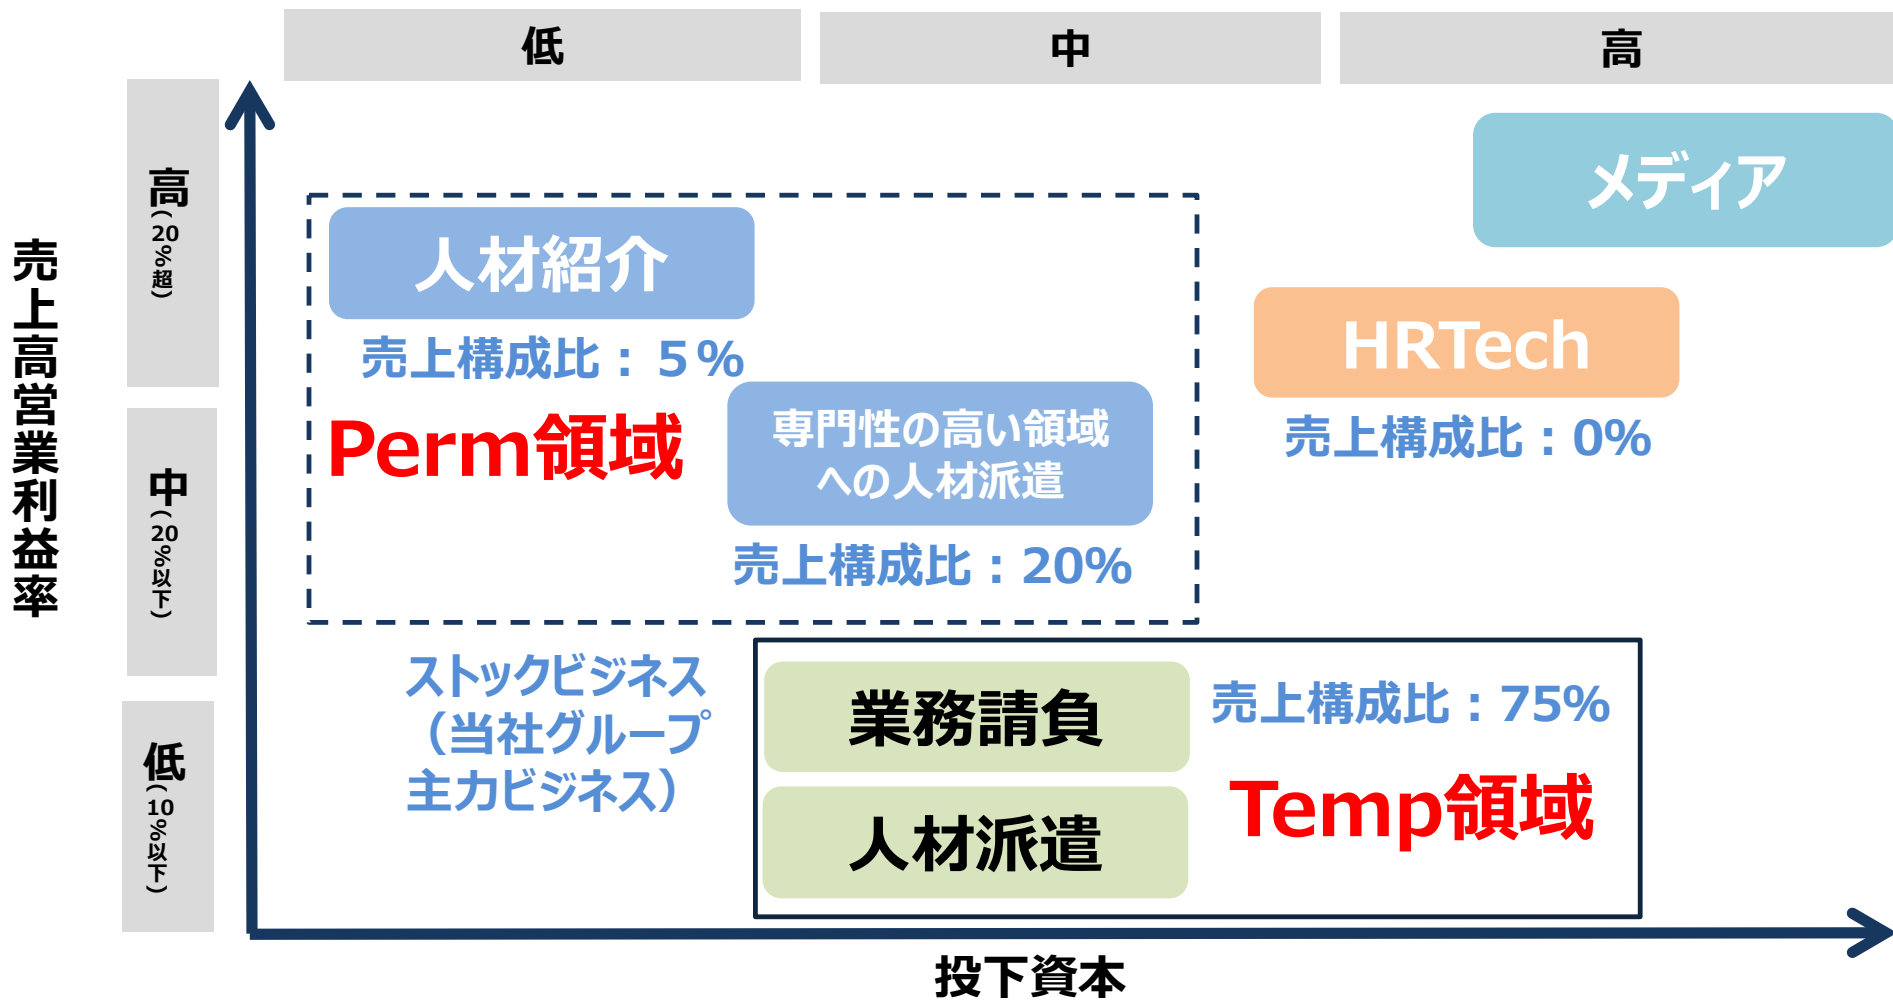 低
中
高
売上高営業利益率
高(20%超)
中(20%以下)
低(10%以下)
メディア
人材紹介
売上構成比：５%
Perm領域
HRTech
売上構成比：0%
専門性の高い領域
への人材派遣
売上構成比：20%
ストックビジネス
（当社グループ
主力ビジネス）
業務請負
売上構成比：75%
人材派遣
Temp領域
投下資本